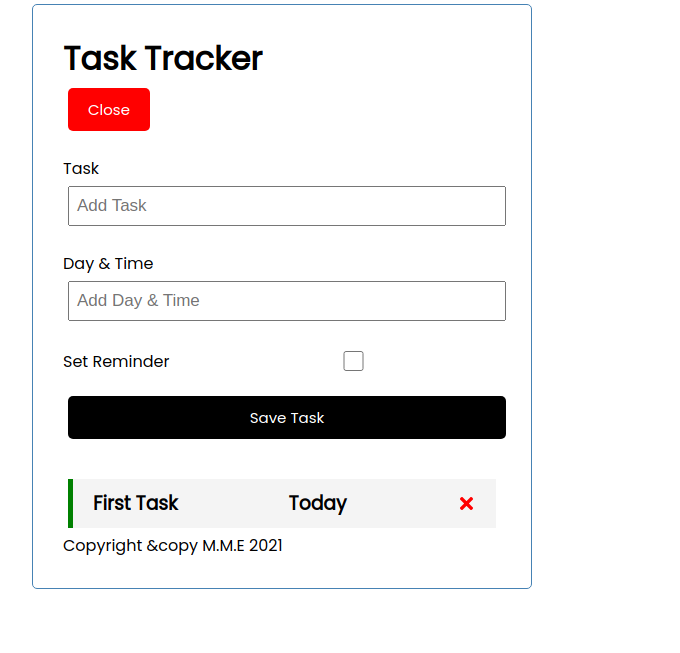 Task Tracker
Close
Task
Add Task
Day & Time
Add Day & Time
Set Reminder
Save Task
First Task Today
Copyright &copy M.M.E 2021